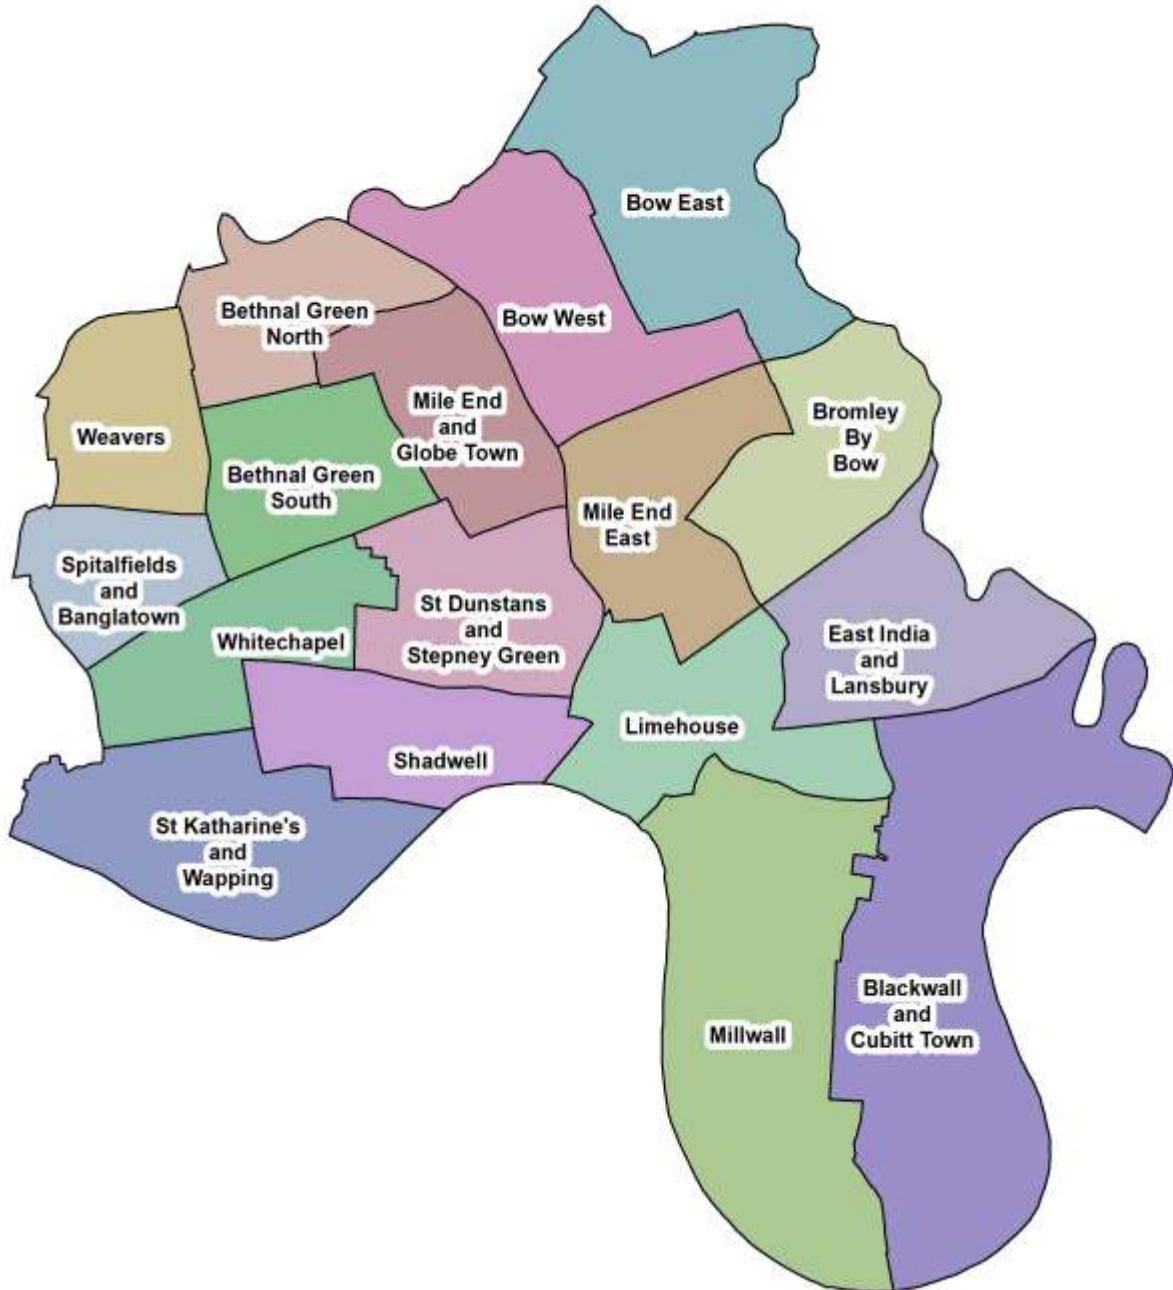 Bow East
Bethnal Green
North
Bow West
Weavers
Mile End
and
Globe Town
Bromley
By
Bow
Bethnal Green
South
Mile End
East
Spitalfields
and
Banglatown
St Dunstans
and
Stepney Green
Whitechapel
East India
and
Lansbury
Limehouse
Shadwell
St Katharine's
and
Wapping
Blackwall
and
Cubitt Town
Millwall